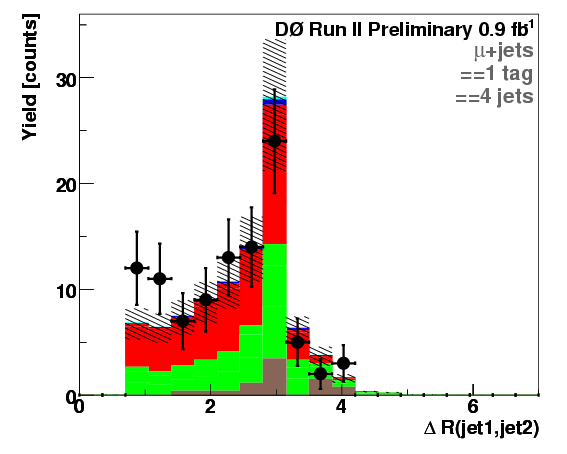 DØ Run II Preliminary 0.9 fb⁻¹
μ+jets
==1 tag
==4 jets
Yield [counts]
30
20
10
0
0 2 4 6
Δ R(jet1,jet2)